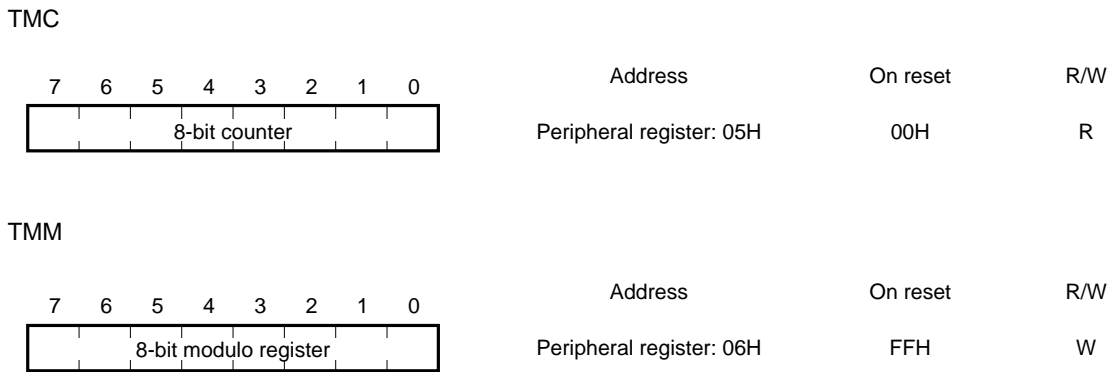 TMC
Address On reset R/W
7 6 5 4 3 2 1 0
8-bit counter Peripheral register: 05H 00H R
TMM
Address On reset R/W
7 6 5 4 3 2 1 0
8-bit modulo register Peripheral register: 06H FFH W